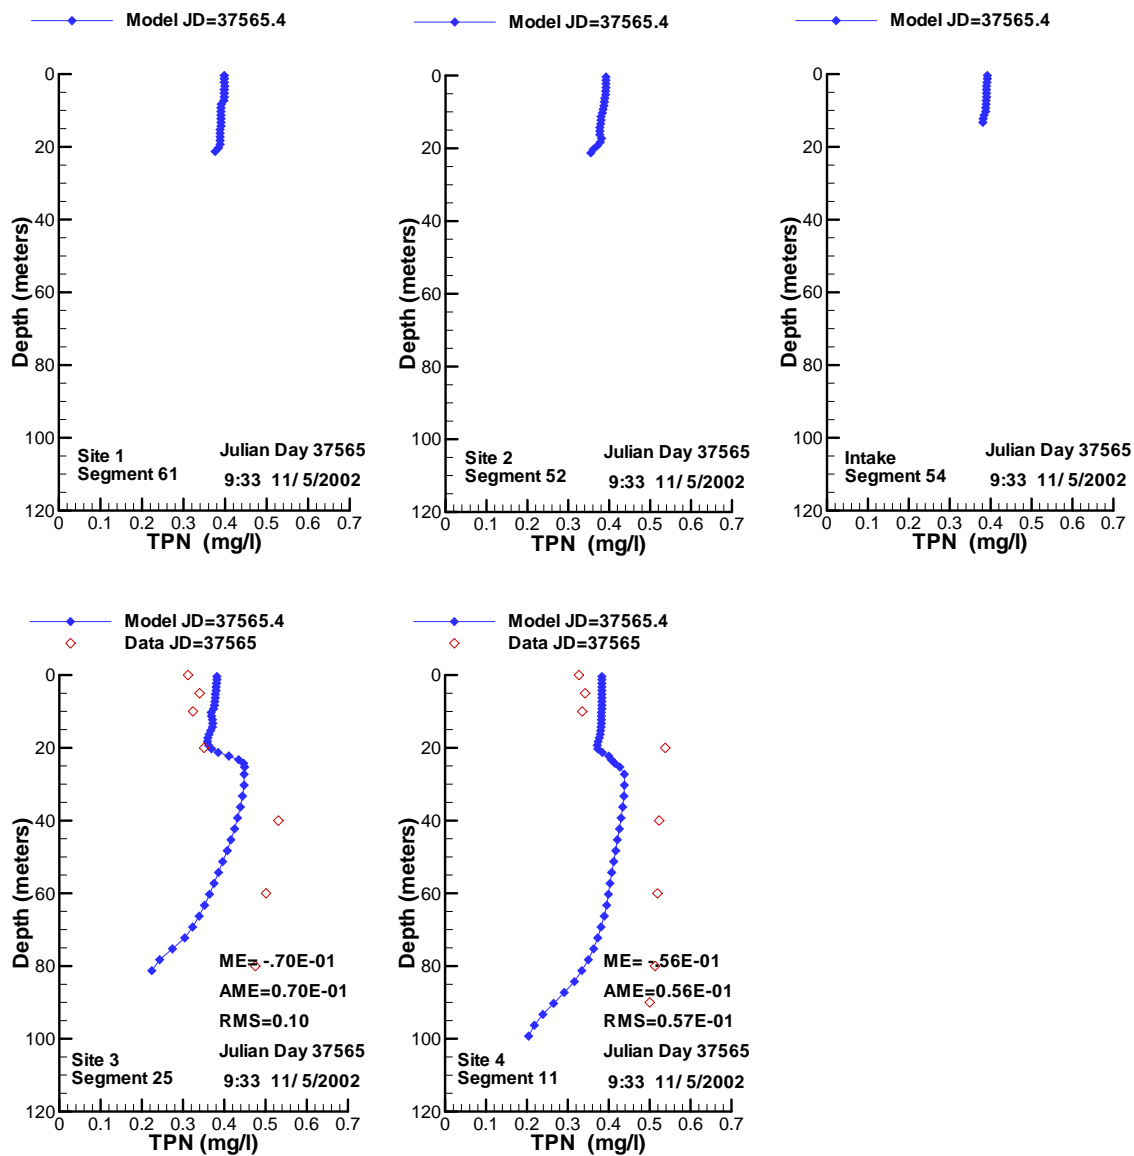 Model JD=37565.4
0
20
40
60
80
100
120
Depth (meters)
Site 1
Segment 61
Julian Day 37565
9:33 11/ 5/2002
0 0.1 0.2 0.3 0.4 0.5 0.6 0.7
TPN (mg/l)
Model JD=37565.4
0
20
40
60
80
100
120
Depth (meters)
Site 2
Segment 52
Julian Day 37565
9:33 11/ 5/2002
0 0.1 0.2 0.3 0.4 0.5 0.6 0.7
TPN (mg/l)
Model JD=37565.4
0
20
40
60
80
100
120
Depth (meters)
Intake
Segment 54
Julian Day 37565
9:33 11/ 5/2002
0 0.1 0.2 0.3 0.4 0.5 0.6 0.7
TPN (mg/l)
Model JD=37565.4
Data JD=37565
0
20
40
60
80
100
120
Depth (meters)
ME= -.70E-01
AME=0.70E-01
RMS=0.10
Site 3
Segment 25
Julian Day 37565
9:33 11/ 5/2002
0 0.1 0.2 0.3 0.4 0.5 0.6 0.7
TPN (mg/l)
Model JD=37565.4
Data JD=37565
0
20
40
60
80
100
120
Depth (meters)
ME= -.56E-01
AME=0.56E-01
RMS=0.57E-01
Site 4
Segment 11
Julian Day 37565
9:33 11/ 5/2002
0 0.1 0.2 0.3 0.4 0.5 0.6 0.7
TPN (mg/l)